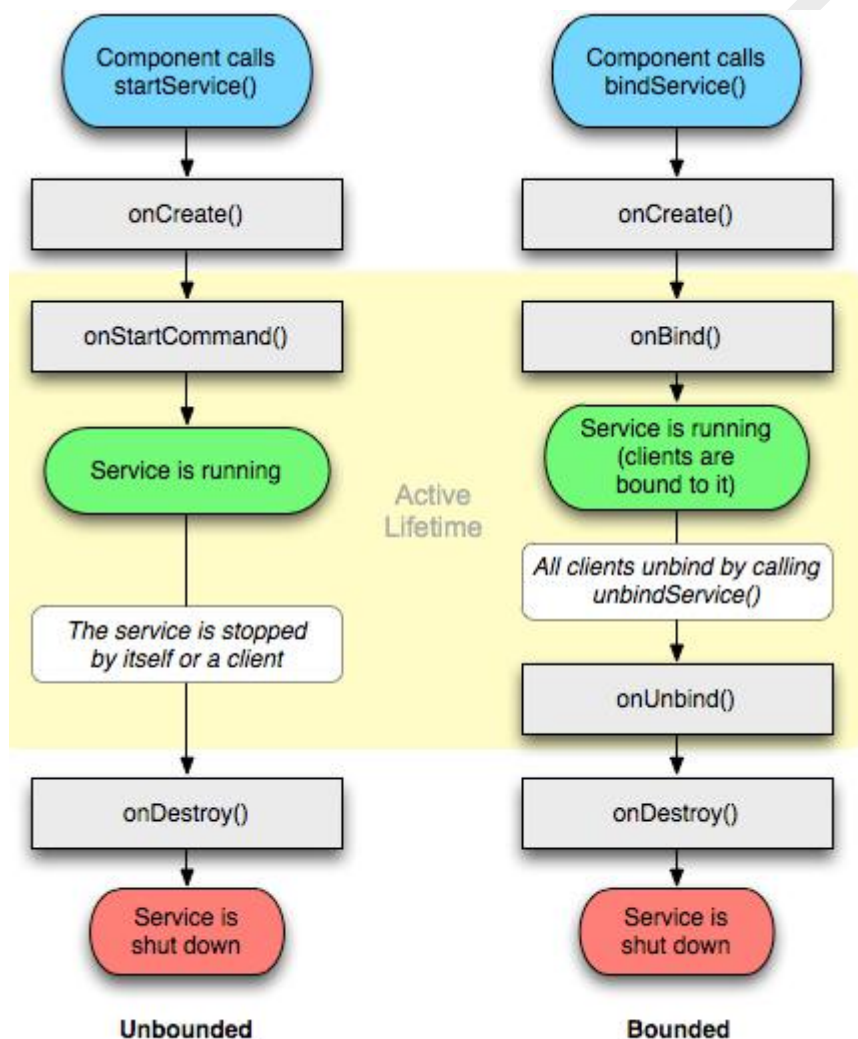 Component calls
startService()
onCreate()
onStartCommand()
Service is running
The service is stopped
by itself or a client
onDestroy()
Service is
shut down
Unbounded
Active
Lifetime
Component calls
bindService()
onCreate()
onBind()
Service is running
(clients are
bound to it)
All clients unbind by calling
unbindService()
onUnbind()
onDestroy()
Service is
shut down
Bounded